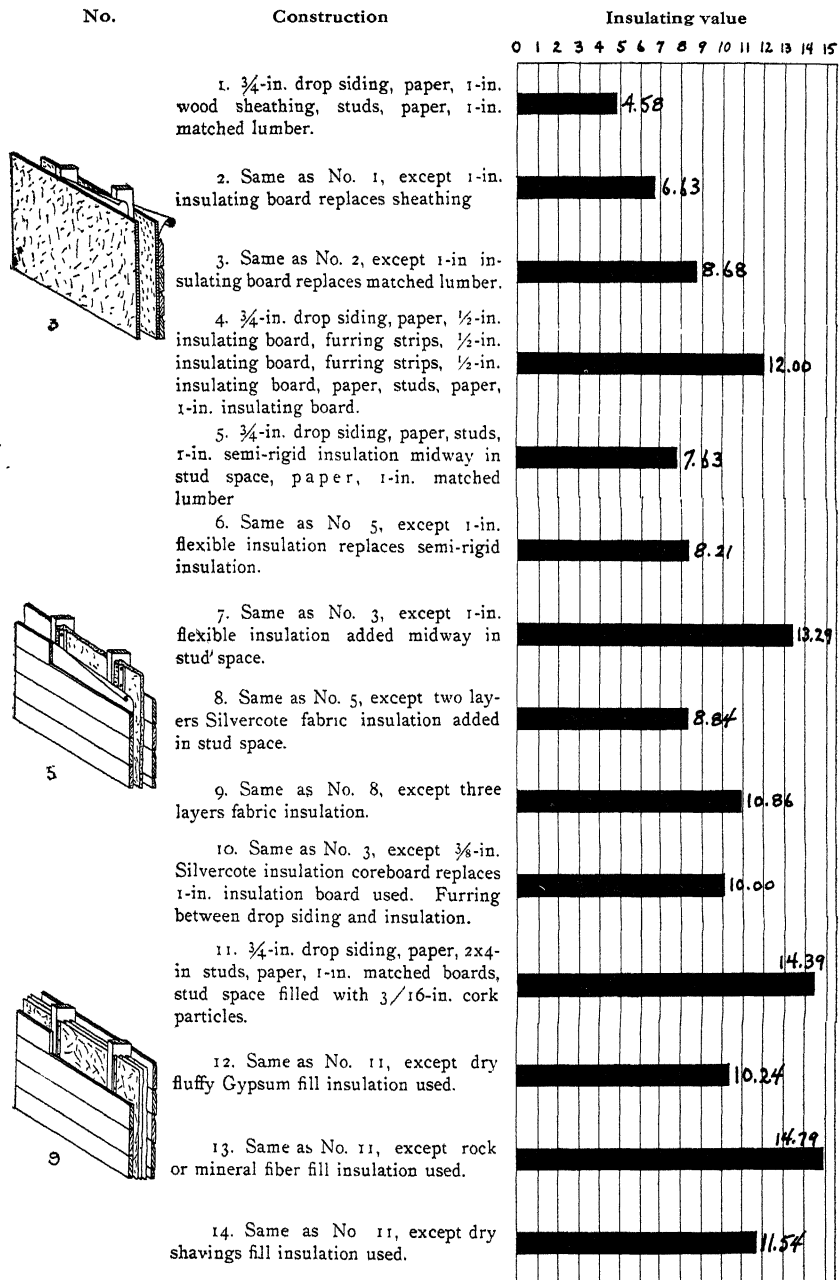 No. Construction Insulating value
0 1 2 3 4 5 6 7 8 9 10 11 12 13 14 15
1. ¾-in. drop siding, paper, 1-in.
wood sheathing, studs, paper, 1-in.
matched lumber.
4.58
2. Same as No. 1, except 1-in.
insulating board replaces sheathing
6.63
3. Same as No. 2, except 1-in in-
sulating board replaces matched lumber.
8.68
3
4. ¾-in. drop siding, paper, ½-in.
insulating board, furring strips, ½-in.
insulating board, furring strips, ½-in.
insulating board, paper, studs, paper,
1-in. insulating board.
12.00
5. ¾-in. drop siding, paper, studs,
1-in. semi-rigid insulation midway in
stud space, paper, 1-in. matched
lumber
7.63
6. Same as No 5, except 1-in.
flexible insulation replaces semi-rigid
insulation.
8.21
7. Same as No. 3, except 1-in.
flexible insulation added midway in
stud space.
13.29
8. Same as No. 5, except two lay-
ers Silvercote fabric insulation added
in stud space.
8.84
5
9. Same as No. 8, except three
layers fabric insulation.
10.86
10. Same as No. 3, except ⅜-in.
Silvercote insulation coreboard replaces
1-in. insulation board used. Furring
between drop siding and insulation.
10.00
11. ¾-in. drop siding, paper, 2x4-
in studs, paper, 1-in. matched boards,
stud space filled with 3/16-in. cork
particles.
14.39
12. Same as No. 11, except dry
fluffy Gypsum fill insulation used.
10.24
13. Same as No. 11, except rock
or mineral fiber fill insulation used.
14.79
9
14. Same as No 11, except dry
shavings fill insulation used.
11.54